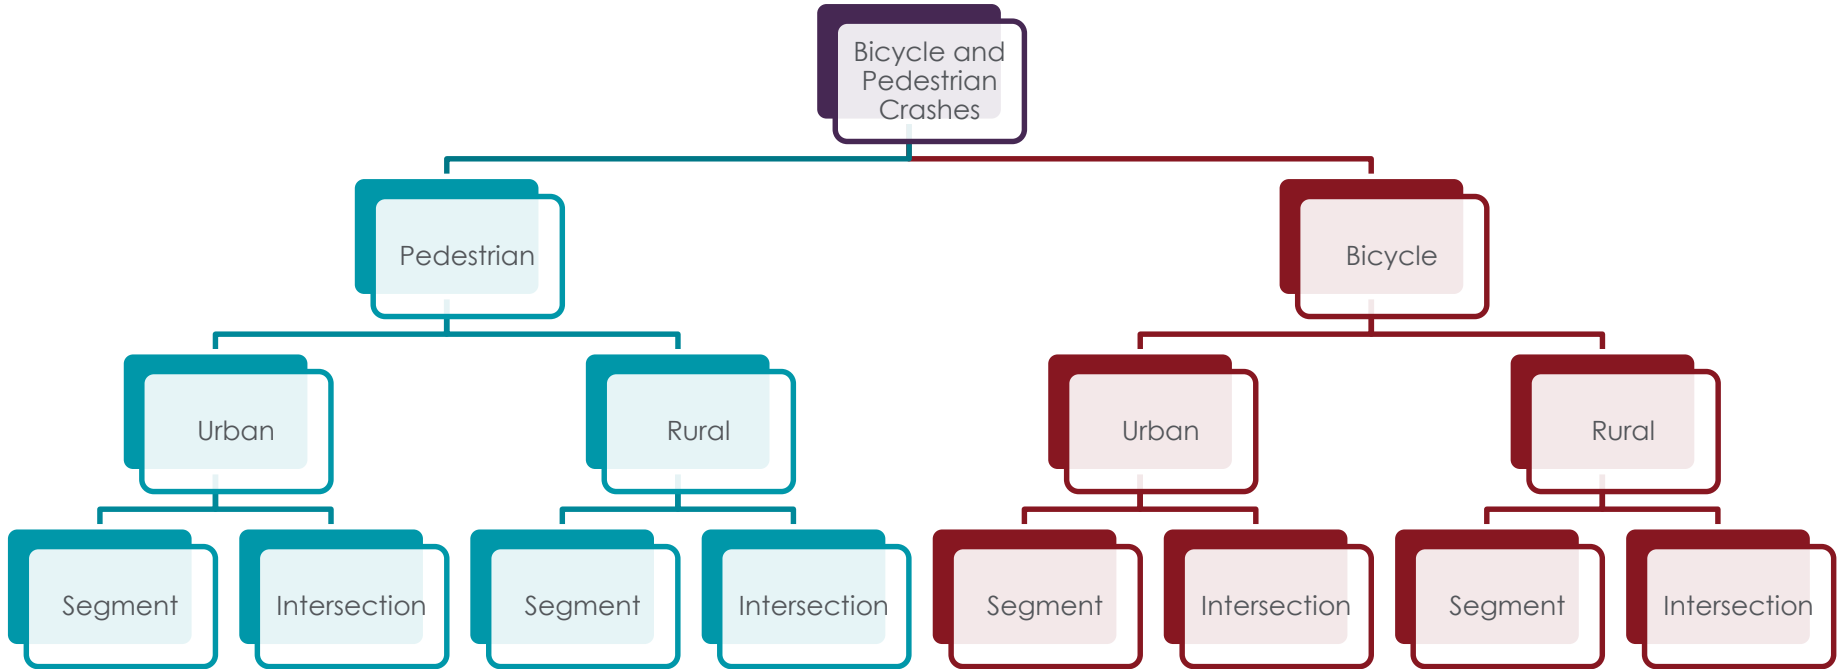 Bicycle and
Pedestrian
Crashes
Pedestrian
Bicycle
Urban
Rural
Urban
Rural
Segment
Intersection
Segment
Intersection
Segment
Intersection
Segment
Intersection